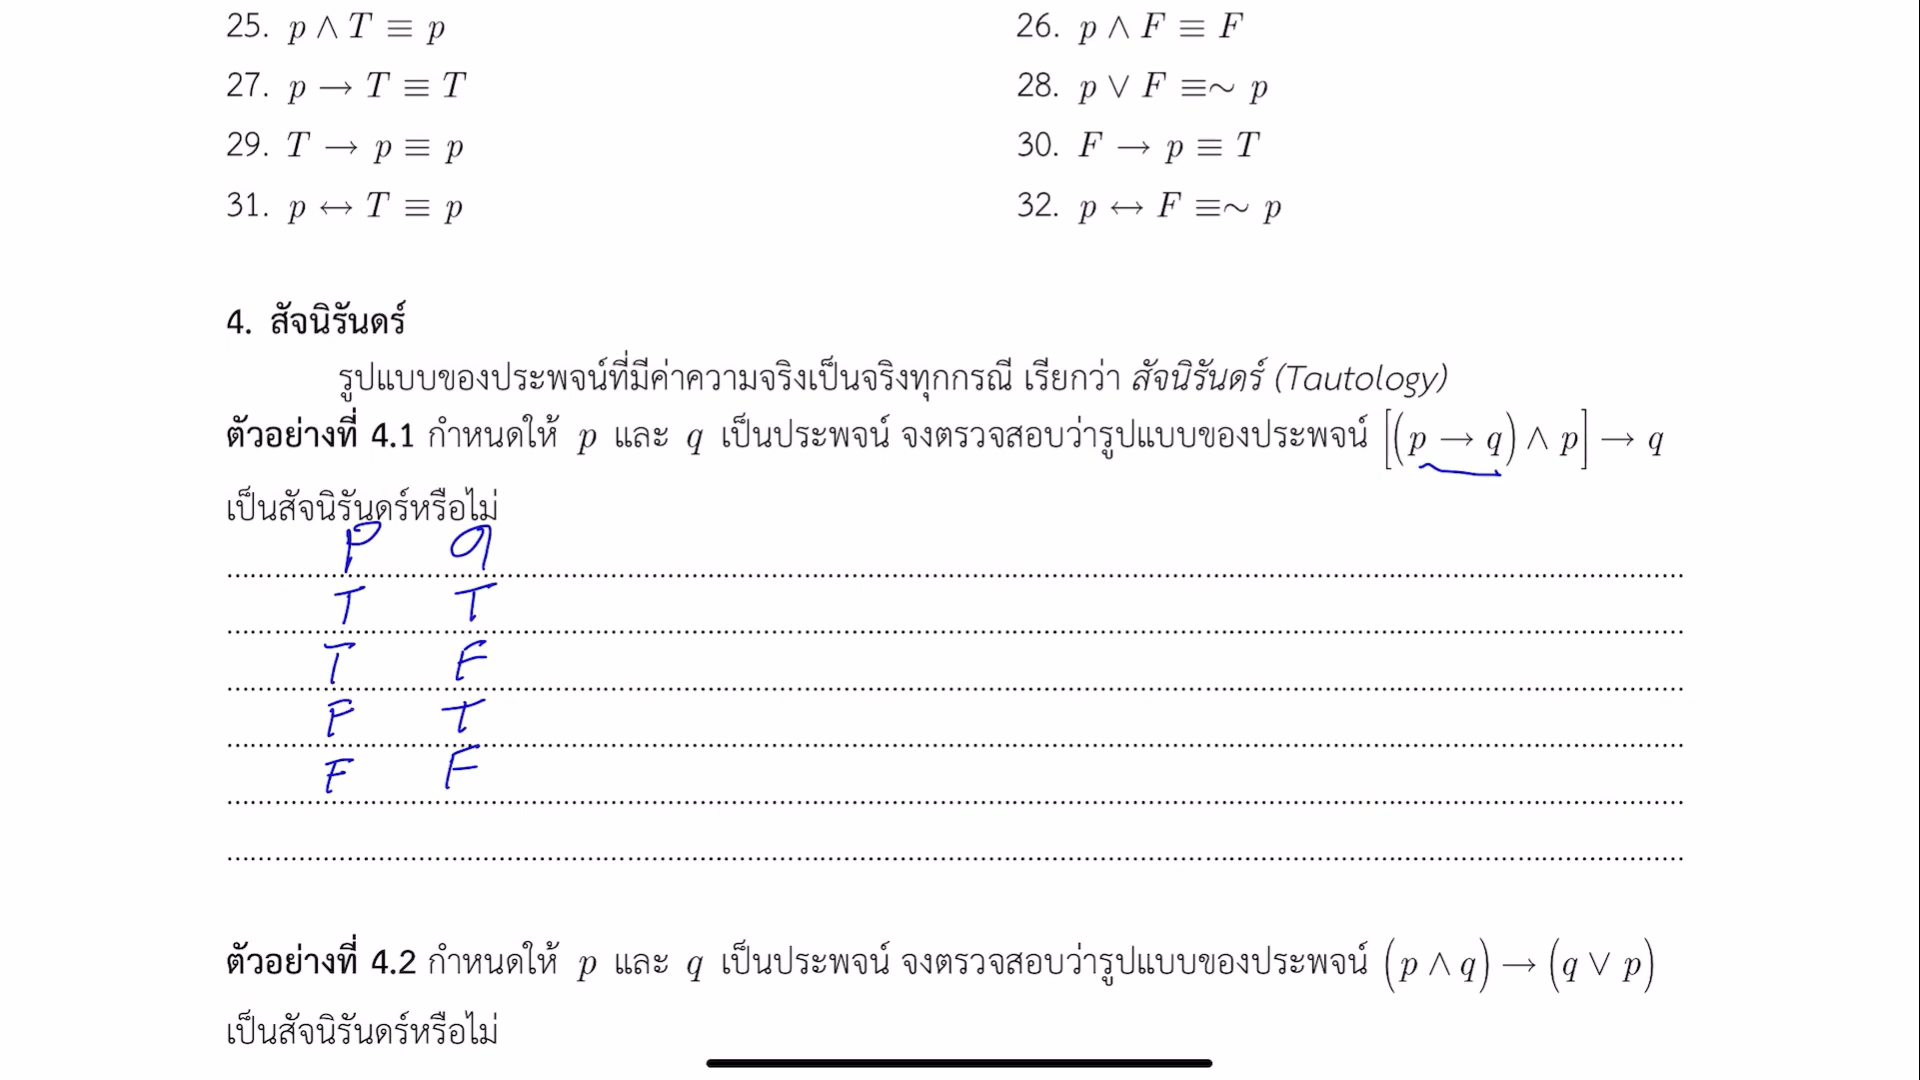 25. p ∧ T ≡ p 26. p ∧ F ≡ F
27. p → T ≡ T 28. p ∨ F ≡∼ p
29. T → p ≡ p 30. F → p ≡ T
31. p ↔ T ≡ p 32. p ↔ F ≡∼ p
4. สัจนิรันดร์
รูปแบบของประพจน์ที่มีค่าความจริงเป็นจริงทุกกรณี เรียกว่า สัจนิรันดร์ (Tautology)
ตัวอย่างที่ 4.1 กำหนดให้ p และ q เป็นประพจน์ จงตรวจสอบว่ารูปแบบของประพจน์ [(p → q) ∧ p] → q
เป็นสัจนิรันดร์หรือไม่
p q
T T
T F
F T
F F
ตัวอย่างที่ 4.2 กำหนดให้ p และ q เป็นประพจน์ จงตรวจสอบว่ารูปแบบของประพจน์ (p ∧ q) → (q ∨ p)
เป็นสัจนิรันดร์หรือไม่